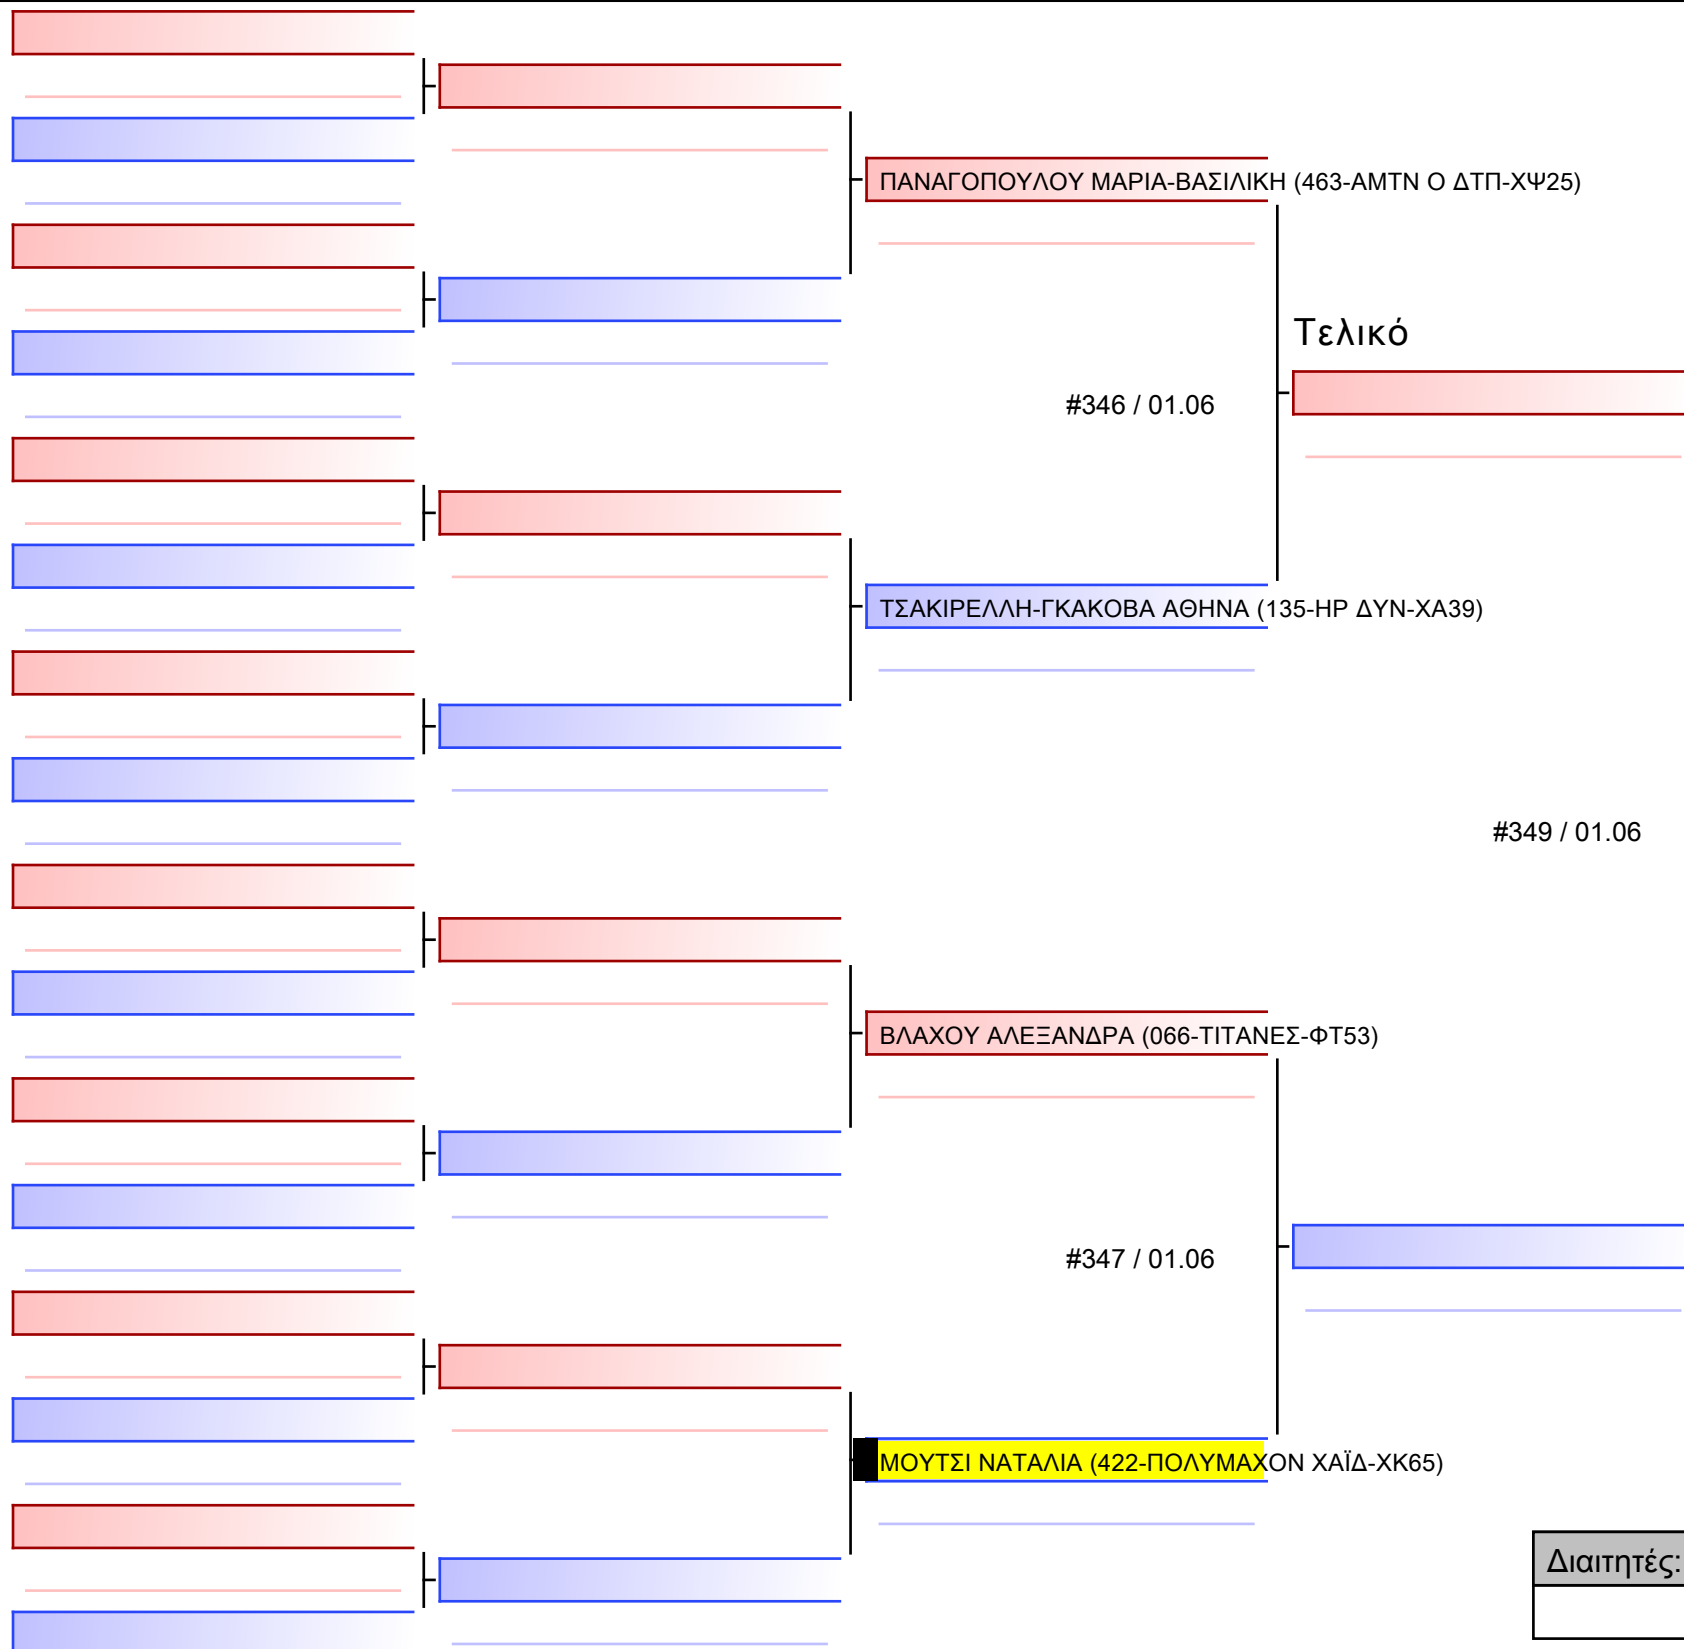 ΠΑΝΑΓΟΠΟΥΛΟΥ ΜΑΡΙΑ-ΒΑΣΙΛΙΚΗ (463-ΑΜΤΝ Ο ΔΤΠ-ΧΨ25)
Τελικό
#346 / 01.06
ΤΣΑΚΙΡΕΛΛΗ-ΓΚΑΚΟΒΑ ΑΘΗΝΑ (135-ΗΡ ΔΥΝ-ΧΑ39)
#349 / 01.06
ΒΛΑΧΟΥ ΑΛΕΞΑΝΔΡΑ (066-ΤΙΤΑΝΕΣ-ΦΤ53)
#347 / 01.06
ΜΟΥΤΣΙ ΝΑΤΑΛΙΑ (422-ΠΟΛΥΜΑΧΟΝ ΧΑΪΔ-ΧΚ65)
Διαιτητές: